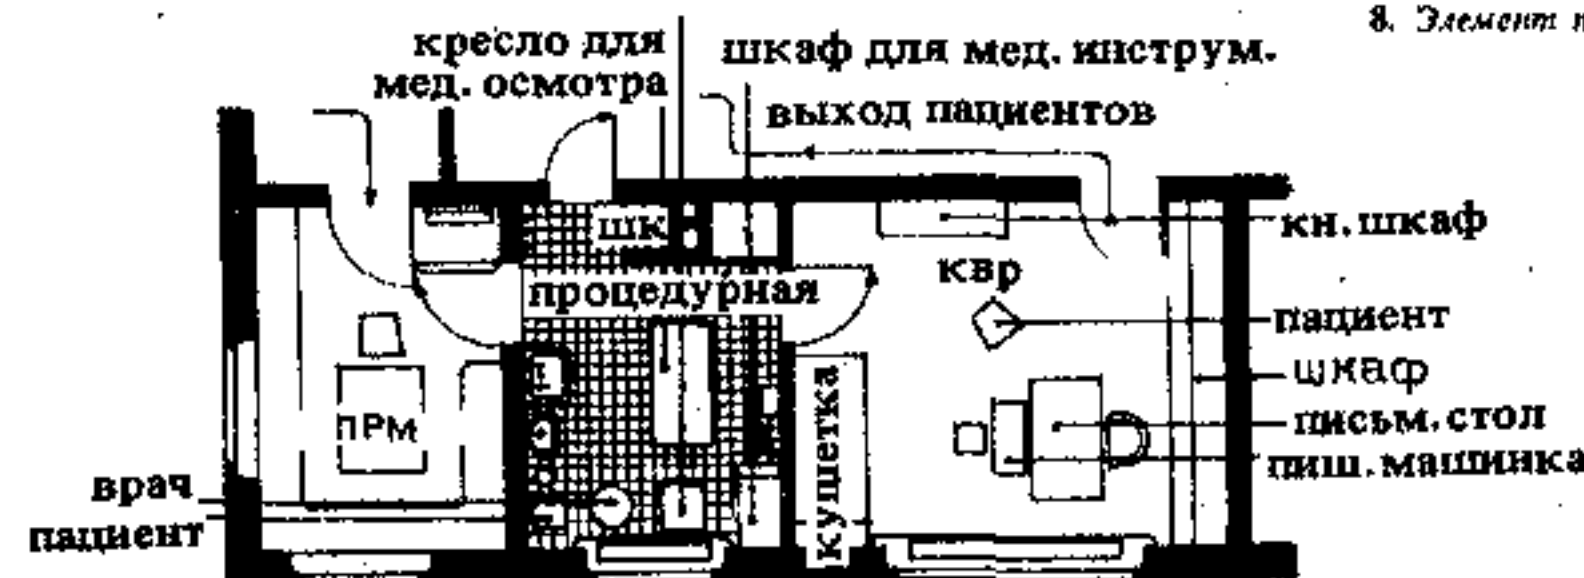 8. Элемент
кресло для
мед. осмотра
шкаф для мед. инструм.
выход пациентов
шк
кн. шкаф
квр
процедурная
пациент
шкаф
ПРМ
кушетка
письм. стол
пиш. машинка
врач
пациент